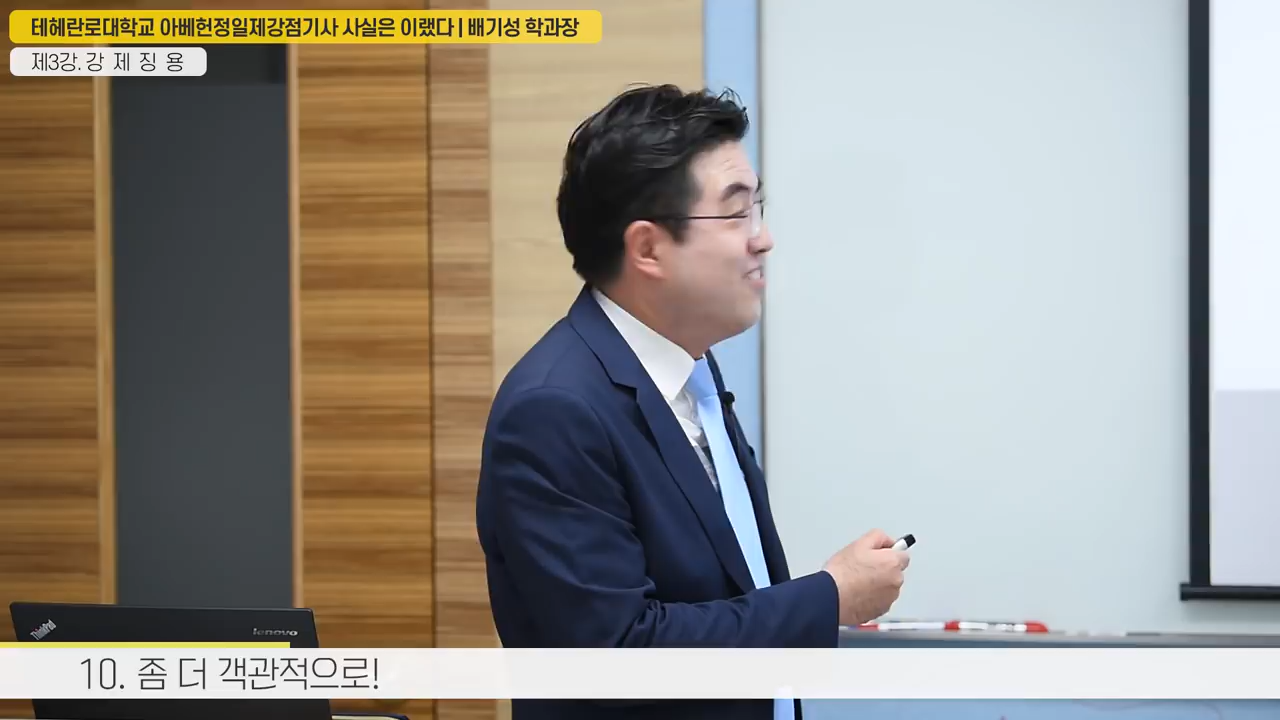 테헤란로대학교 아베헌정일제강점기사 사실은 이랬다 | 배기성 학과장
제3강. 강 제 징 용
ThinkPad
lenovo
10. 좀 더 객관적으로!